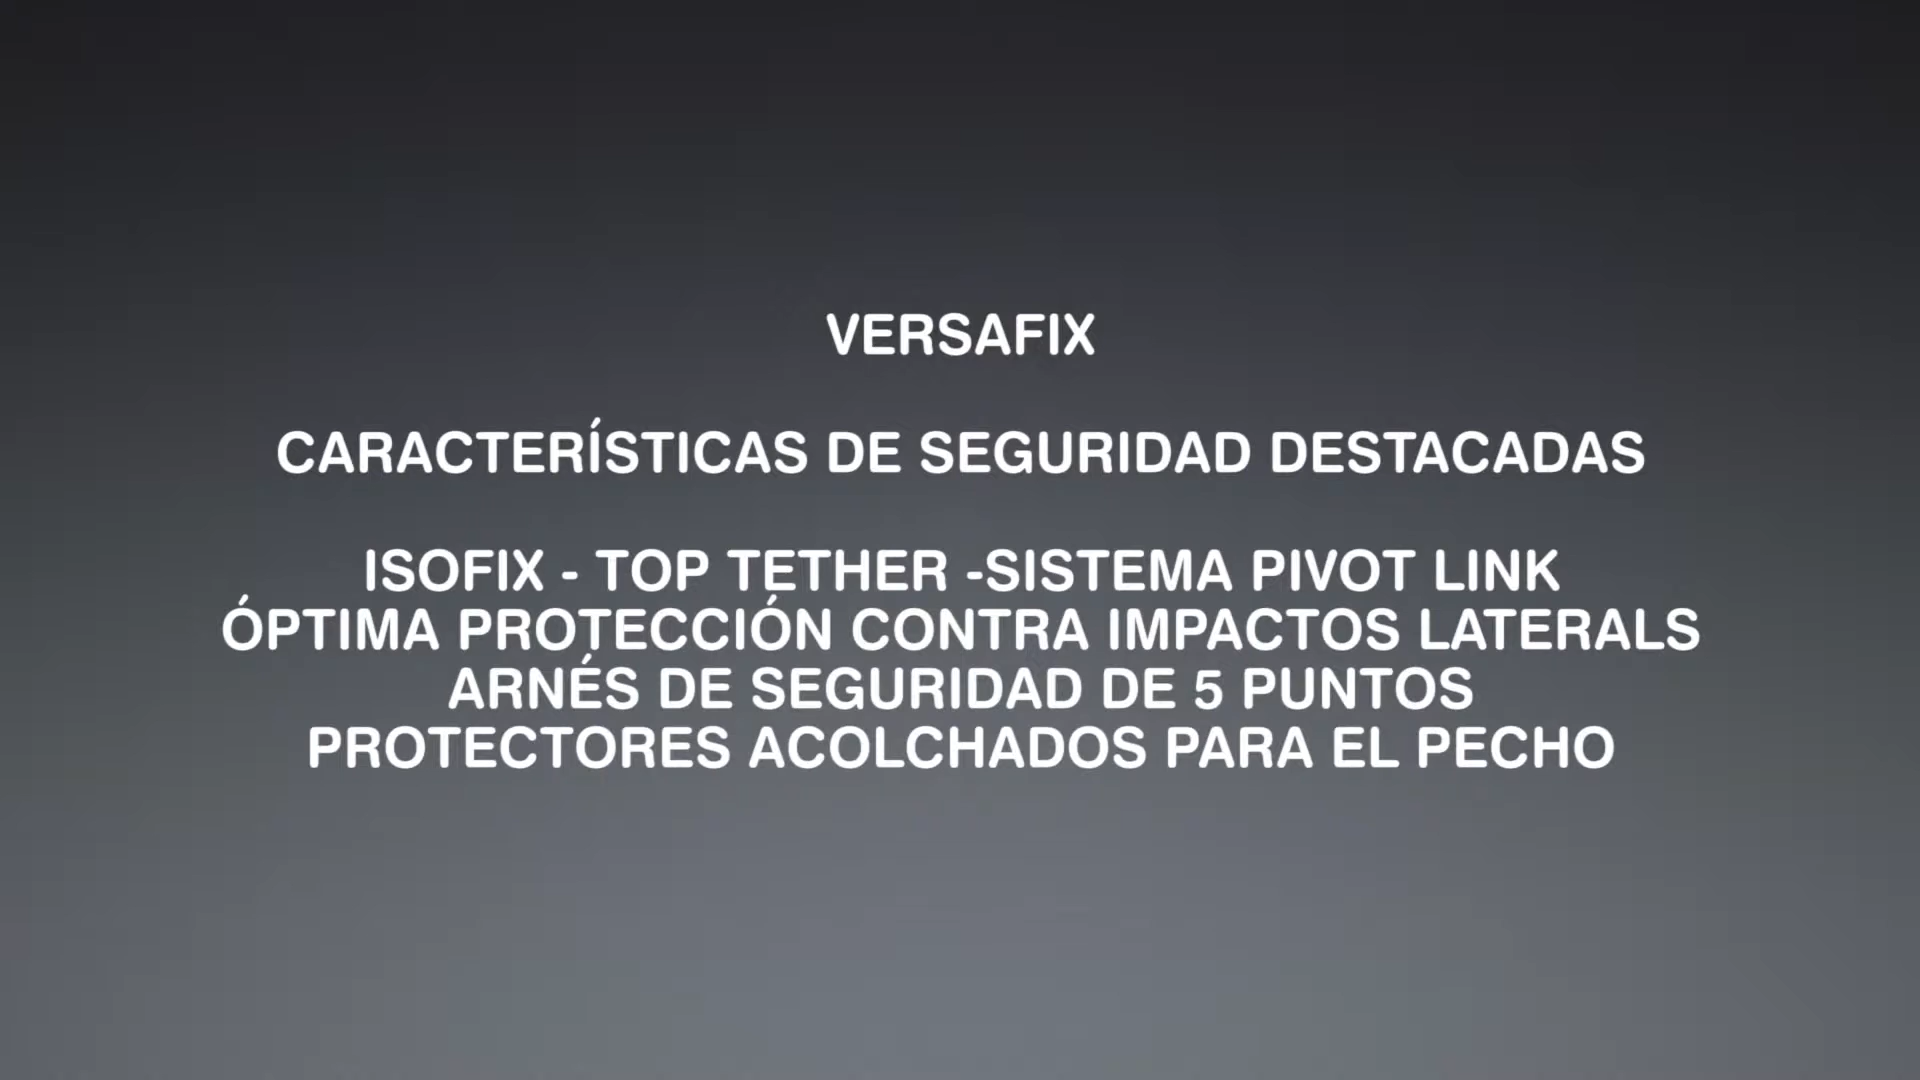 VERSAFIX
CARACTERÍSTICAS DE SEGURIDAD DESTACADAS
ISOFIX - TOP TETHER -SISTEMA PIVOT LINK
ÓPTIMA PROTECCIÓN CONTRA IMPACTOS LATERALS
ARNÉS DE SEGURIDAD DE 5 PUNTOS
PROTECTORES ACOLCHADOS PARA EL PECHO